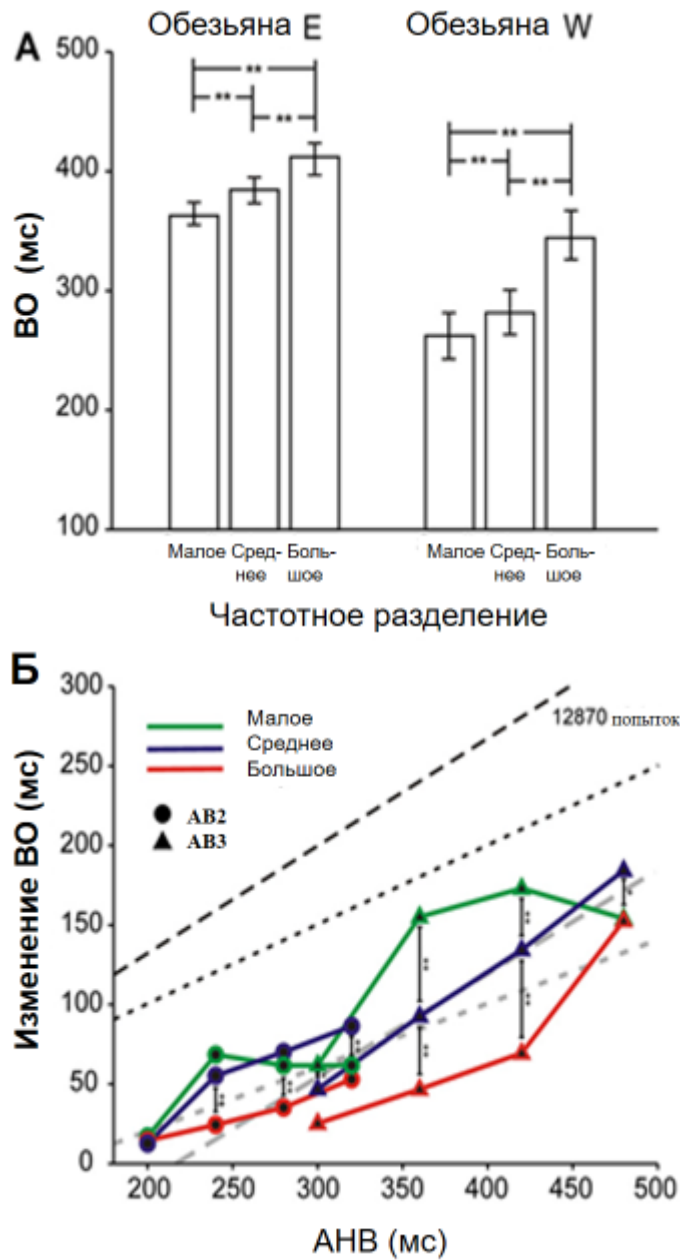 А
Обезьяна E
Обезьяна W
500
400
300
200
100
ВО (мс)
**
**
**
**
**
**
Малое Сред-
нее
Боль-
шое
Малое Сред-
нее
Боль-
шое
Частотное разделение
Б
300
250
200
150
100
50
0
Изменение ВО (мс)
Малое
Среднее
Большое
АВ2
АВ3
12870 попыток
200 250 300 350 400 450 500
АНВ (мс)